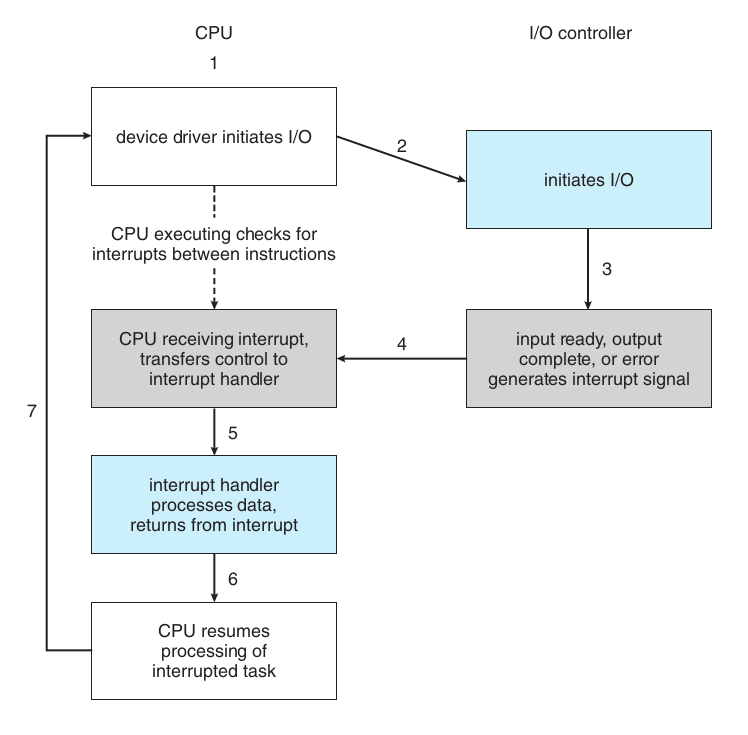 CPU
I/O controller
1
device driver initiates I/O
2
initiates I/O
CPU executing checks for
interrupts between instructions
3
CPU receiving interrupt,
transfers control to
interrupt handler
4
input ready, output
complete, or error
generates interrupt signal
7
5
interrupt handler
processes data,
returns from interrupt
6
CPU resumes
processing of
interrupted task